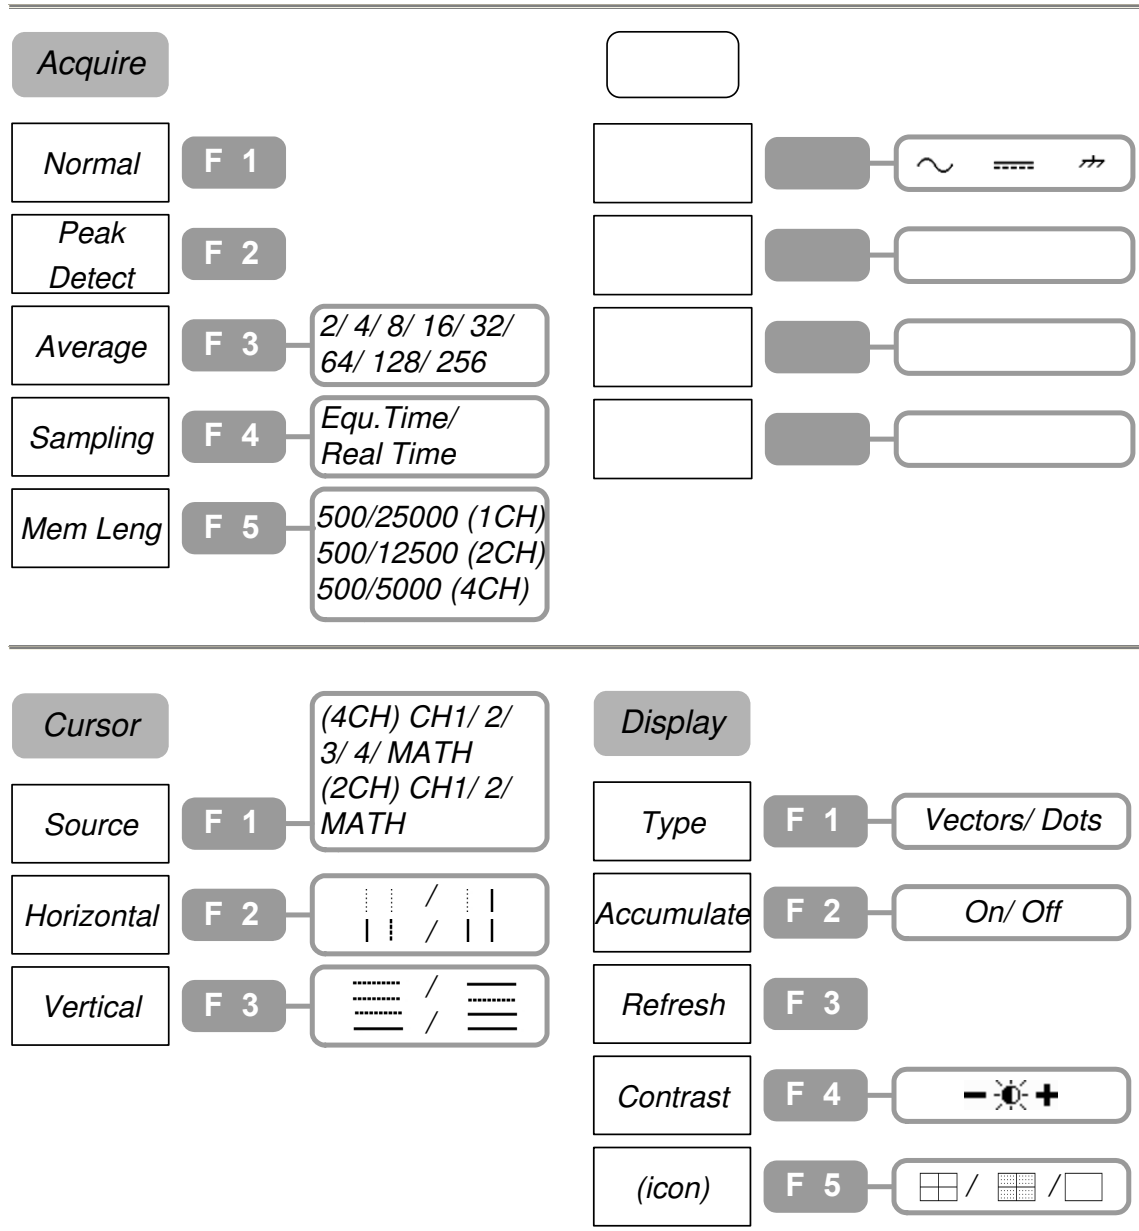 Acquire
Normal
F 1
Peak
Detect
F 2
Average
F 3
2/ 4/ 8/ 16/ 32/
64/ 128/ 256
Sampling
F 4
Equ.Time/
Real Time
Mem Leng
F 5
500/25000 (1CH)
500/12500 (2CH)
500/5000 (4CH)
Cursor
Source
F 1
(4CH) CH1/ 2/
3/ 4/ MATH
(2CH) CH1/ 2/
MATH
Horizontal
F 2
/
/
Vertical
F 3
/
/
Display
Type
F 1
Vectors/ Dots
Accumulate
F 2
On/ Off
Refresh
F 3
Contrast
F 4
(icon)
F 5
/ /